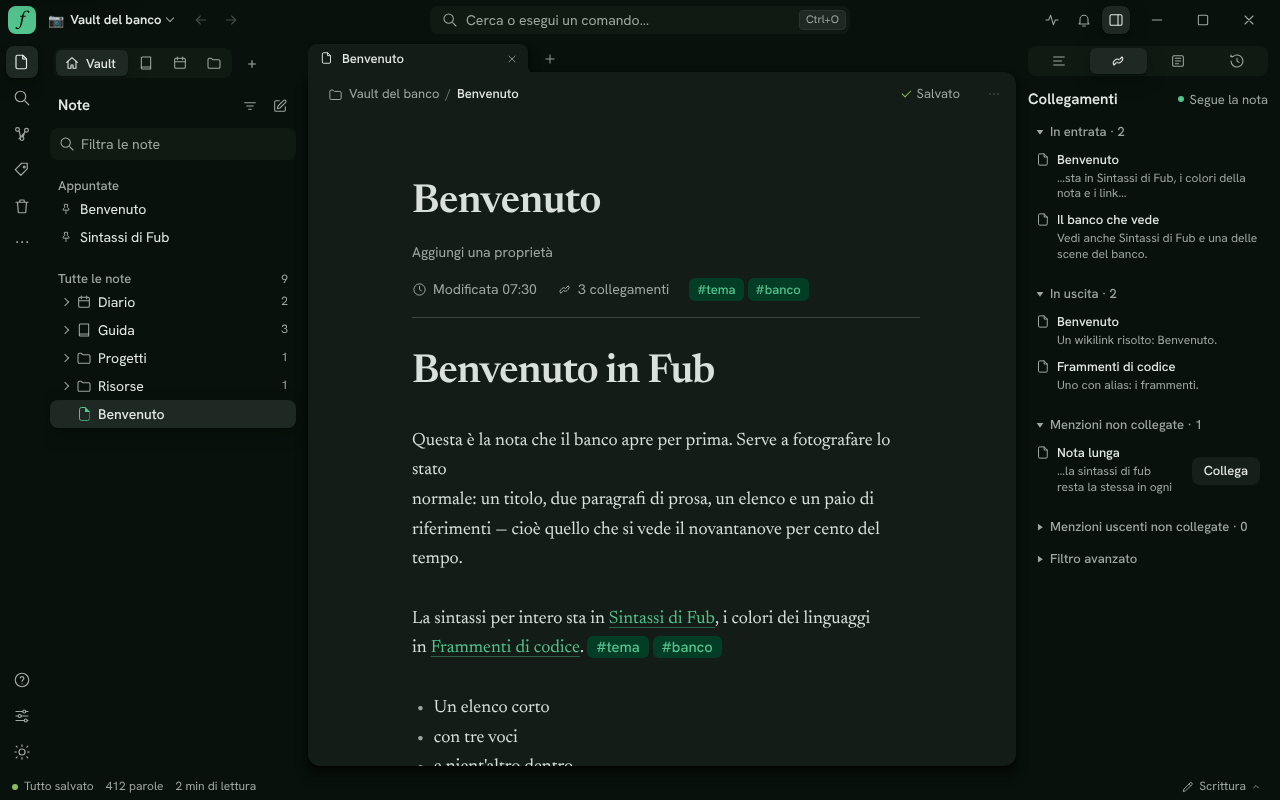 f
Vault del banco
Cerca o esegui un comando...
Ctrl+O
Vault
Note
Filtra le note
Appuntate
Benvenuto
Sintassi di Fub
Tutte le note 9
Diario 2
Guida 3
Progetti 1
Risorse 1
Benvenuto
Benvenuto
Vault del banco / Benvenuto
Salvato
Benvenuto
Aggiungi una proprietà
Modificata 07:30
3 collegamenti
#tema
#banco
Benvenuto in Fub
Questa è la nota che il banco apre per prima. Serve a fotografare lo
stato
normale: un titolo, due paragrafi di prosa, un elenco e un paio di
riferimenti — cioè quello che si vede il novantanove per cento del
tempo.
La sintassi per intero sta in Sintassi di Fub, i colori dei linguaggi
in Frammenti di codice. #tema #banco
• Un elenco corto
• con tre voci
• e nient'altro dentro
Collegamenti
Segue la nota
In entrata · 2
Benvenuto
...sta in Sintassi di Fub, i colori della
nota e i link...
Il banco che vede
Vedi anche Sintassi di Fub e una delle
scene del banco.
In uscita · 2
Benvenuto
Un wikilink risolto: Benvenuto.
Frammenti di codice
Uno con alias: i frammenti.
Menzioni non collegate · 1
Nota lunga
...la sintassi di fub
resta la stessa in ogni
Collega
Menzioni uscenti non collegate · 0
Filtro avanzato
Tutto salvato
412 parole
2 min di lettura
Scrittura